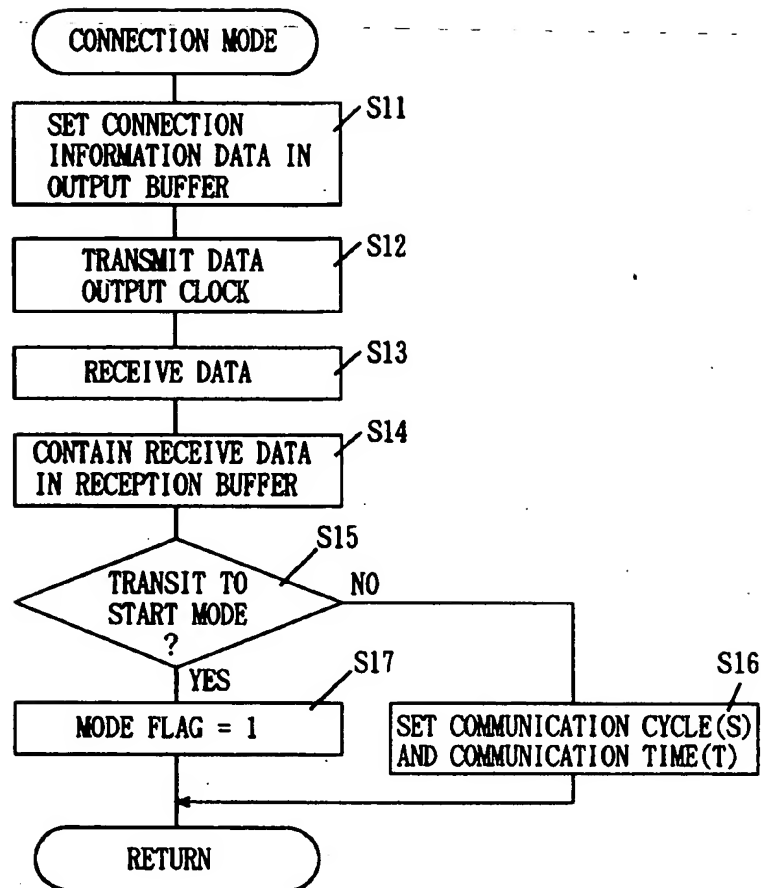 CONNECTION MODE
S11
SET CONNECTION
INFORMATION DATA IN
OUTPUT BUFFER
S12
TRANSMIT DATA
OUTPUT CLOCK
S13
RECEIVE DATA
S14
CONTAIN RECEIVE DATA
IN RECEPTION BUFFER
S15
TRANSIT TO
START MODE
?
NO
YES
S17
MODE FLAG = 1
S16
SET COMMUNICATION CYCLE(S)
AND COMMUNICATION TIME(T)
RETURN